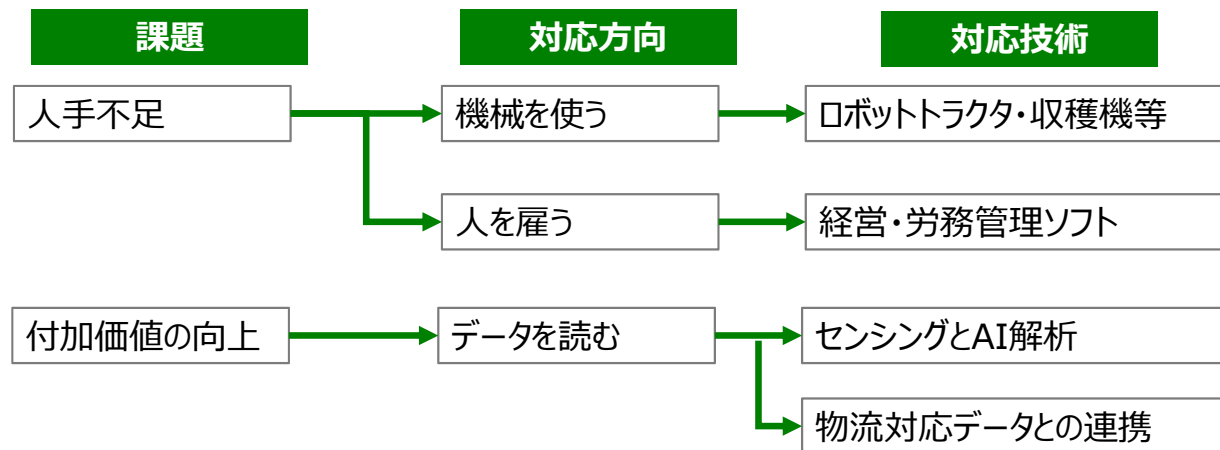 課題
対応方向
対応技術
人手不足
機械を使う
ロボットトラクタ・収穫機等
人を雇う
経営・労務管理ソフト
付加価値の向上
データを読む
センシングとAI解析
物流対応データとの連携